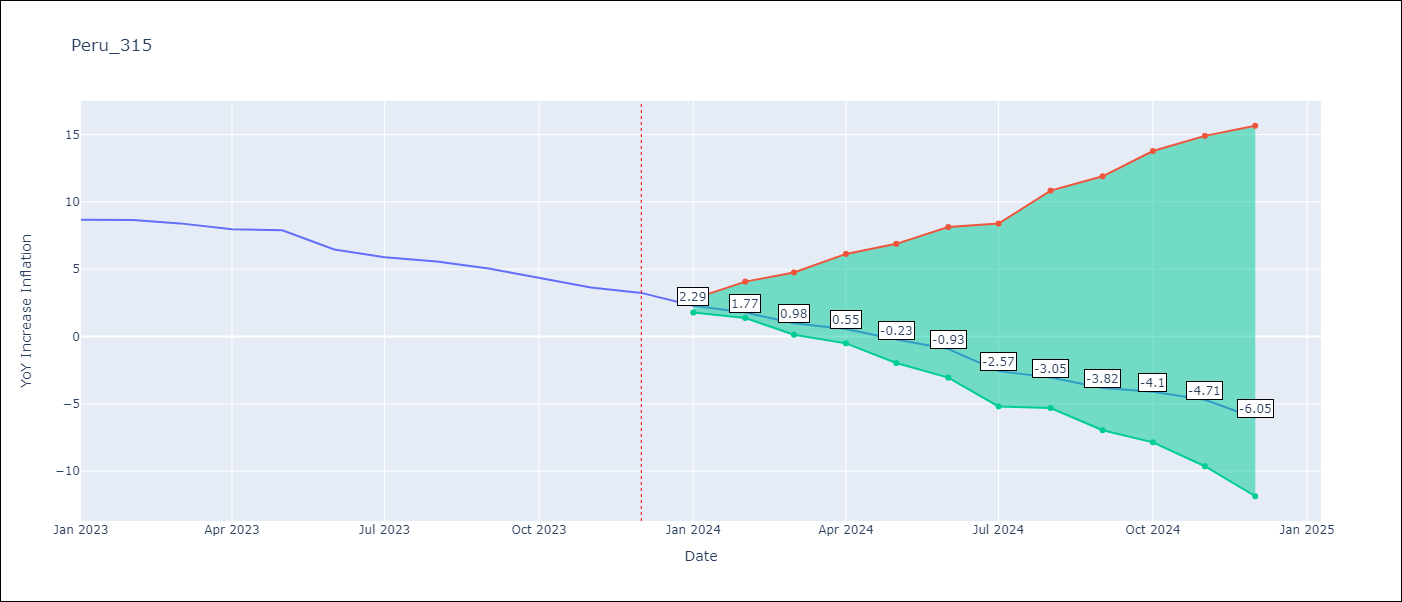 Peru_315
YoY Increase Inflation
15
10
5
0
−5
−10
2.29
1.77
0.98
0.55
-0.23
-0.93
-2.57
-3.05
-3.82
-4.1
-4.71
-6.05
Jan 2023
Apr 2023
Jul 2023
Oct 2023
Jan 2024
Apr 2024
Jul 2024
Oct 2024
Jan 2025
Date